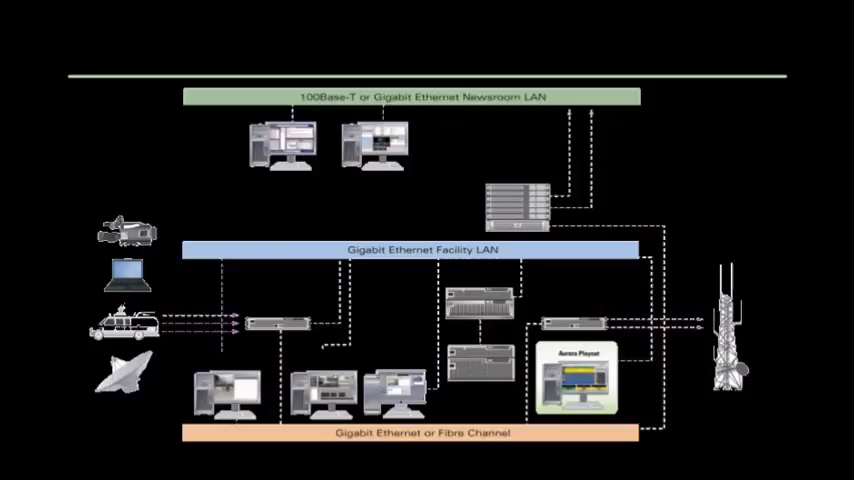 100Base-T or Gigabit Ethernet Newsroom LAN
Gigabit Ethernet Facility LAN
Aurora Playout
Gigabit Ethernet or Fibre Channel